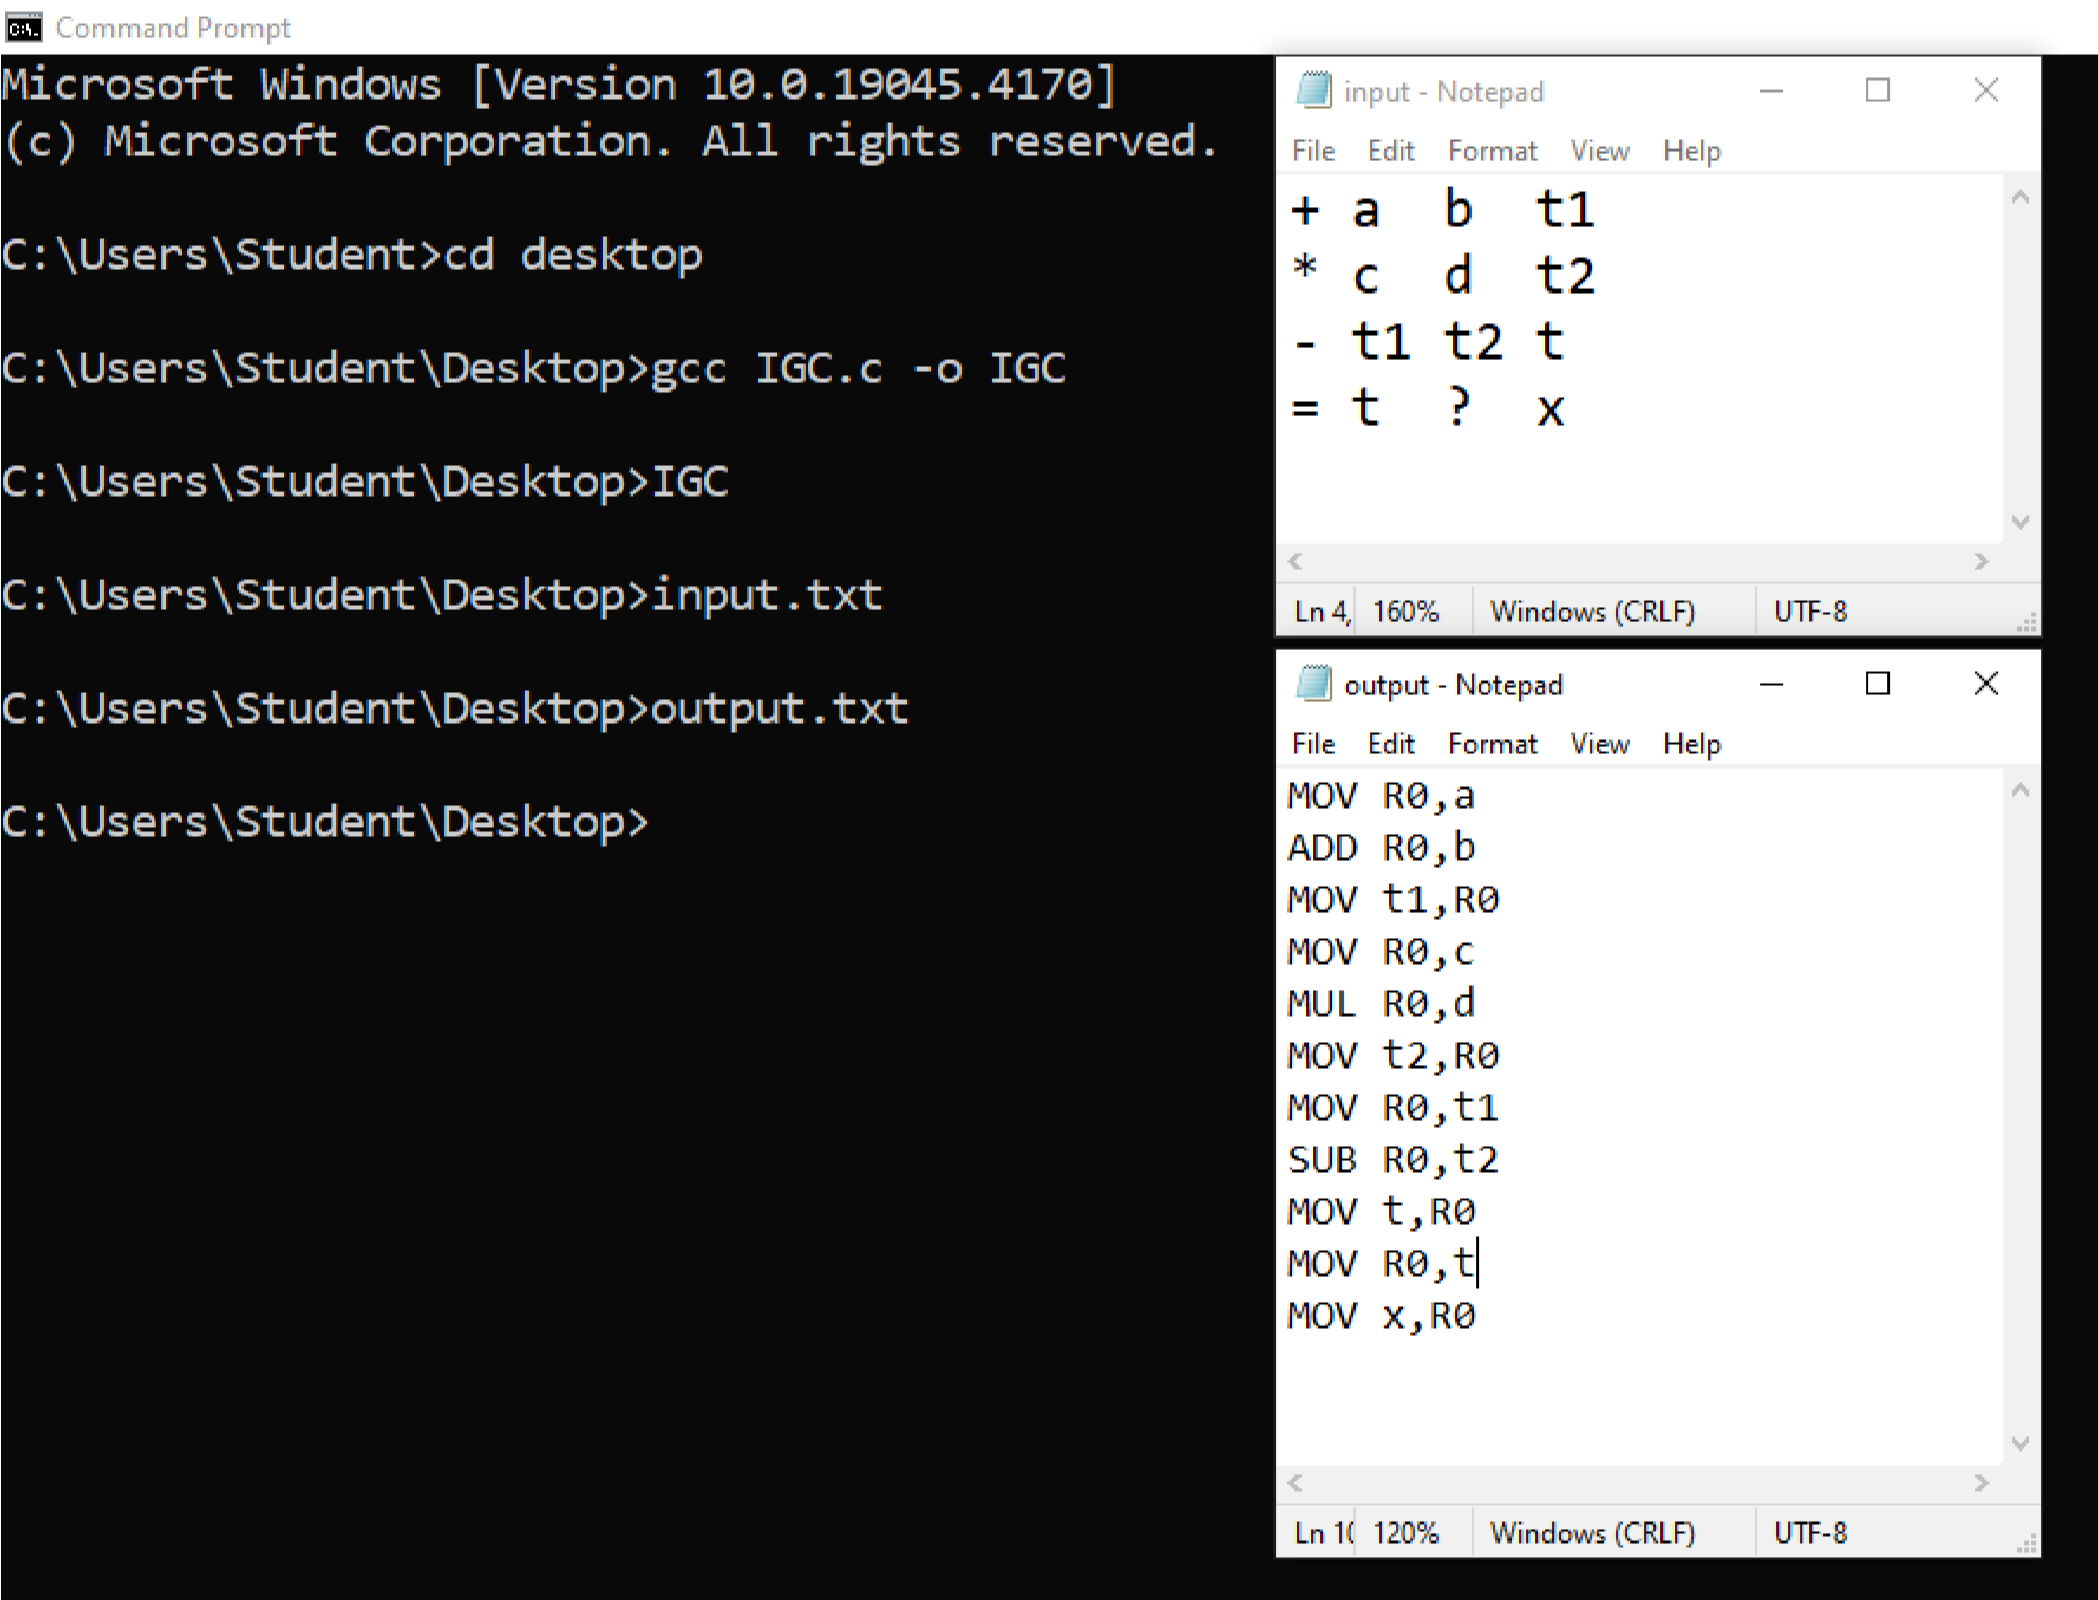 Command Prompt
Microsoft Windows [Version 10.0.19045.4170]
(c) Microsoft Corporation. All rights reserved.
C:\Users\Student>cd desktop
C:\Users\Student\Desktop>gcc IGC.c -o IGC
C:\Users\Student\Desktop>IGC
C:\Users\Student\Desktop>input.txt
C:\Users\Student\Desktop>output.txt
C:\Users\Student\Desktop>
input - Notepad
File Edit Format View Help
+ a b t1
* c d t2
- t1 t2 t
= t ? x
Ln 4, 160% Windows (CRLF) UTF-8
output - Notepad
File Edit Format View Help
MOV R0,a
ADD R0,b
MOV t1,R0
MOV R0,c
MUL R0,d
MOV t2,R0
MOV R0,t1
SUB R0,t2
MOV t,R0
MOV R0,t
MOV x,R0
Ln 10 120% Windows (CRLF) UTF-8